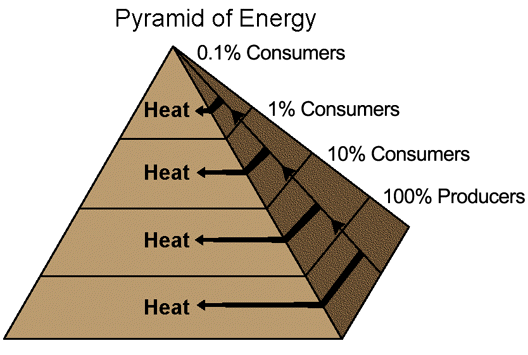 Pyramid of Energy
0.1% Consumers
Heat
1% Consumers
10% Consumers
Heat
100% Producers
Heat
Heat